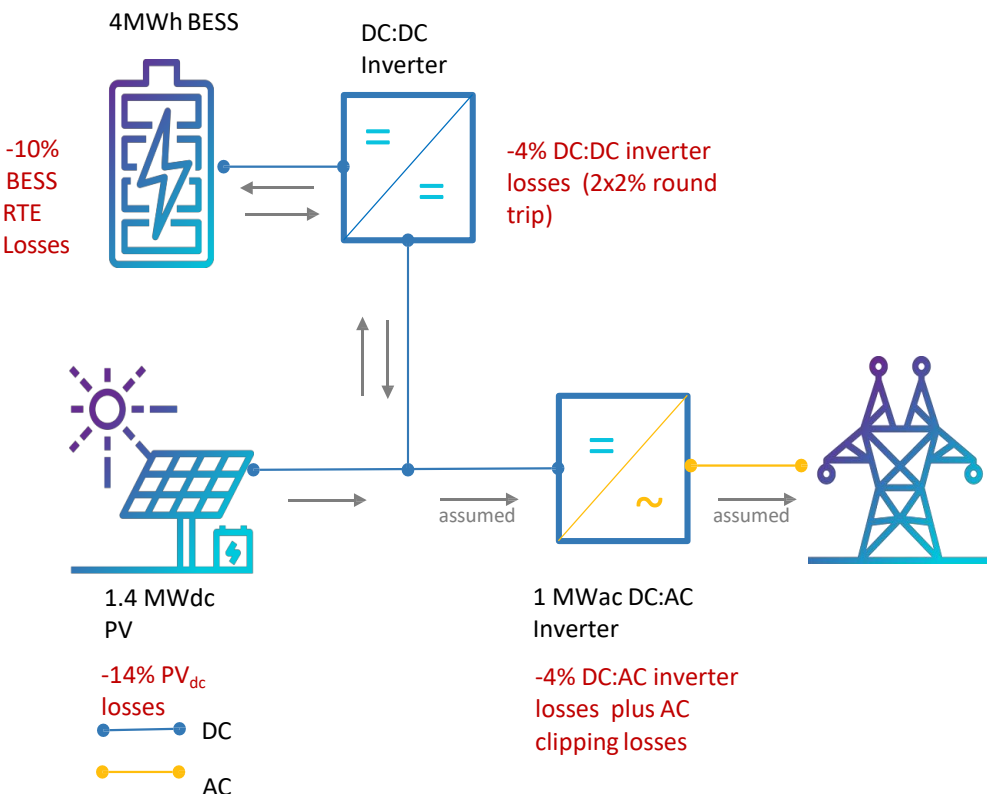 4MWh BESS
DC:DC
Inverter
-10%
BESS
RTE
Losses
-4% DC:DC inverter
losses (2x2% round
trip)
assumed
assumed
1.4 MWdc
PV
1 MWac DC:AC
Inverter
-14% PVdc
losses
-4% DC:AC inverter
losses plus AC
clipping losses
DC
AC